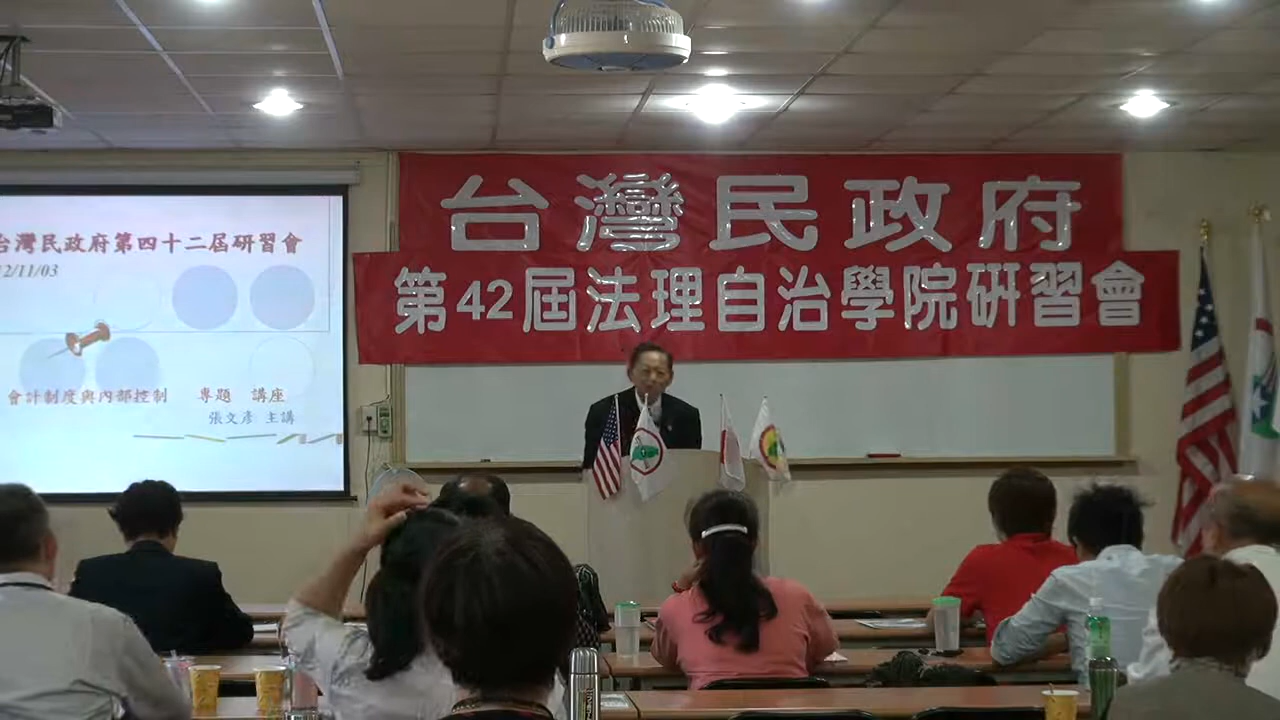 台灣民政府
第42屆法理自治學院研習會
台灣民政府第四十二屆研習會
12/11/03
會計制度與內部控制 專題 講座
張文彥 主講